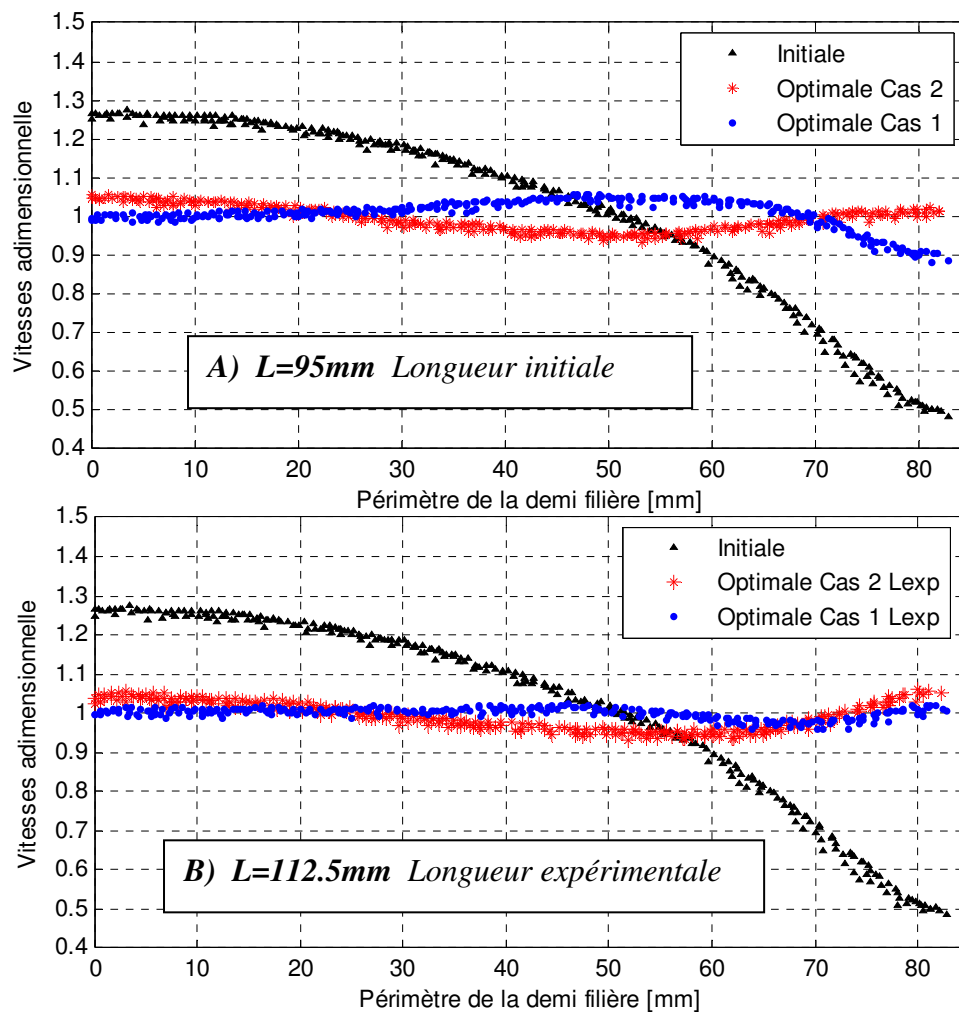 1.5
1.4
1.3
1.2
1.1
1
0.9
0.8
0.7
0.6
0.5
0.4
Vitesses adimensionnelle
Initiale
Optimale Cas 2
Optimale Cas 1
A) L=95mm Longueur initiale
0 10 20 30 40 50 60 70 80
Périmètre de la demi filière [mm]
1.5
1.4
1.3
1.2
1.1
1
0.9
0.8
0.7
0.6
0.5
0.4
Vitesses adimensionnelle
Initiale
Optimale Cas 2 Lexp
Optimale Cas 1 Lexp
B) L=112.5mm Longueur expérimentale
0 10 20 30 40 50 60 70 80
Périmètre de la demi filière [mm]